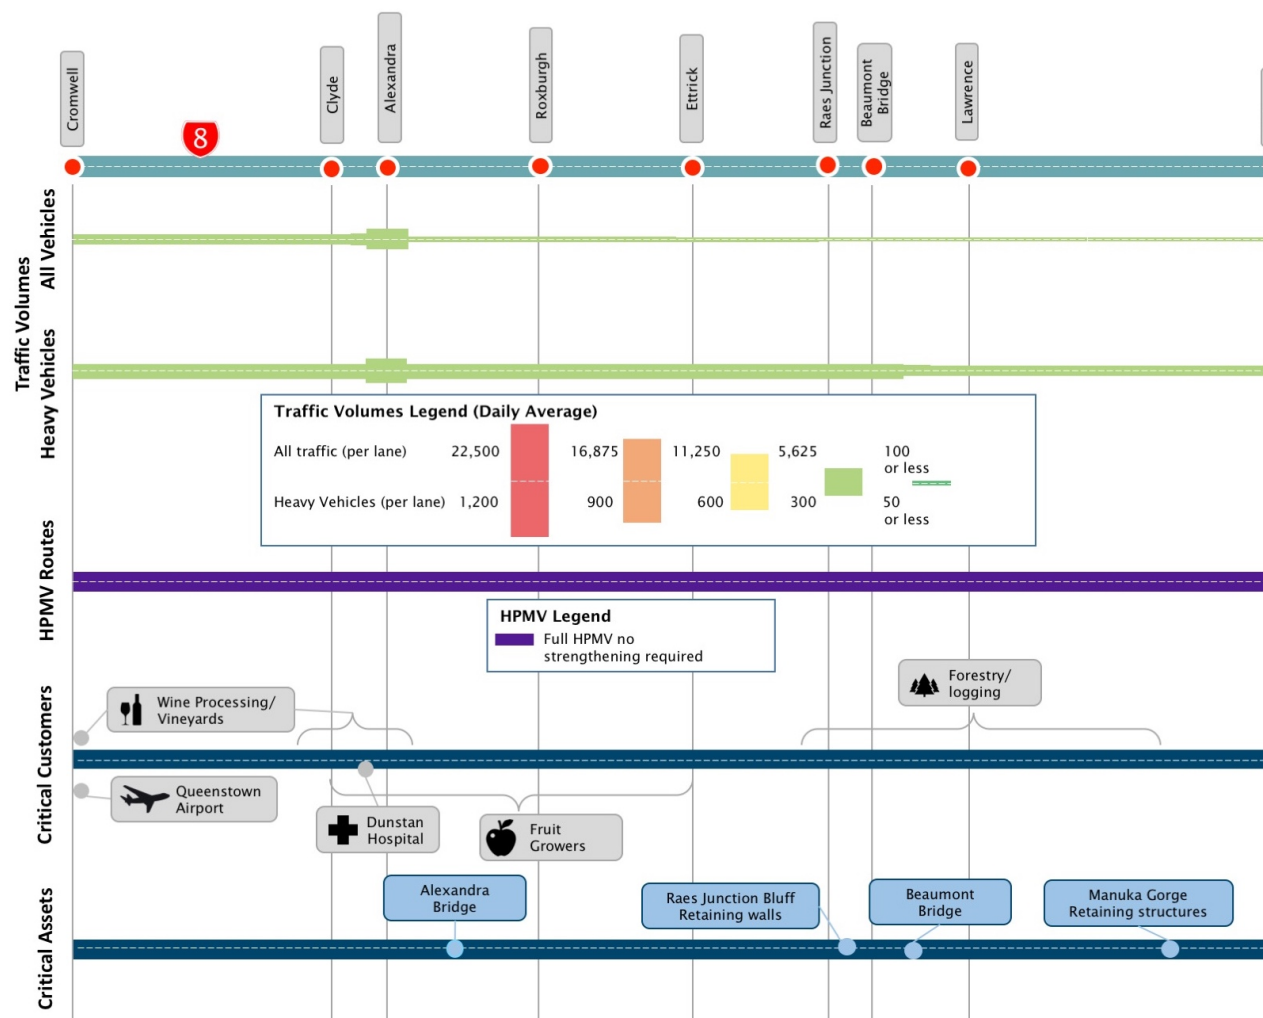 Cromwell
Clyde
Alexandra
Roxburgh
Ettrick
Raes Junction
Beaumont
Bridge
Lawrence
8
Traffic Volumes
All Vehicles
Heavy Vehicles
Traffic Volumes Legend (Daily Average)
All traffic (per lane) 22,500 16,875 11,250 5,625 100
or less
Heavy Vehicles (per lane) 1,200 900 600 300 50
or less
HPMV Routes
HPMV Legend
Full HPMV no
strengthening required
Critical Customers
Wine Processing/
Vineyards
Forestry/
logging
Queenstown
Airport
Dunstan
Hospital
Fruit
Growers
Critical Assets
Alexandra
Bridge
Raes Junction Bluff
Retaining walls
Beaumont
Bridge
Manuka Gorge
Retaining structures